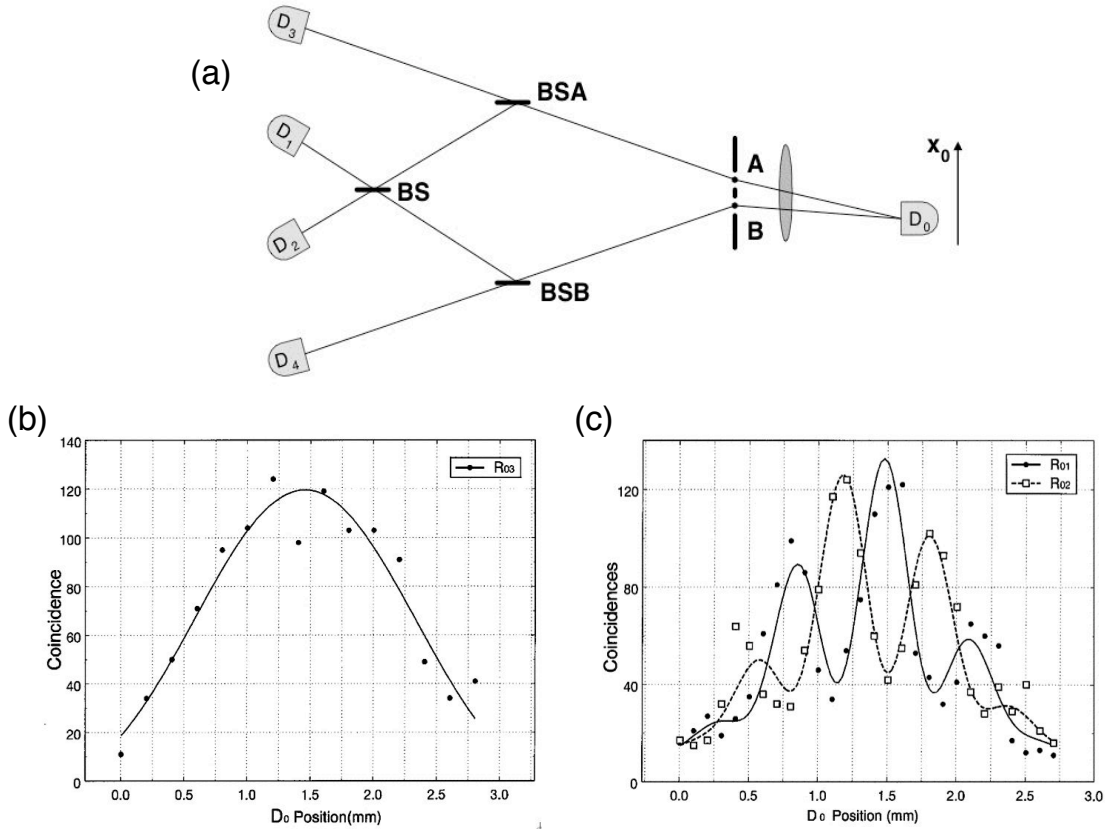 (a)
D3
BSA
D1
BS
D2
BSB
D4
A
B
X0
D0
(b)
140
120
100
80
60
40
20
0
Coincidence
R03
0.0 0.5 1.0 1.5 2.0 2.5 3.0
D0 Position(mm)
(c)
120
80
40
0
Coincidences
R01
R02
0.0 0.5 1.0 1.5 2.0 2.5 3.0
D0 Position (mm)